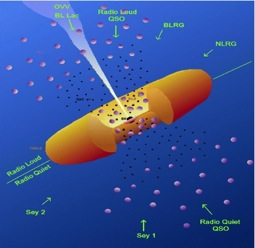 OVV
BL Lac
Radio Loud
QSO
BLRG
NLRG
Radio Loud
Radio Quiet
Sey 2
Sey 1
Radio Quiet
QSO